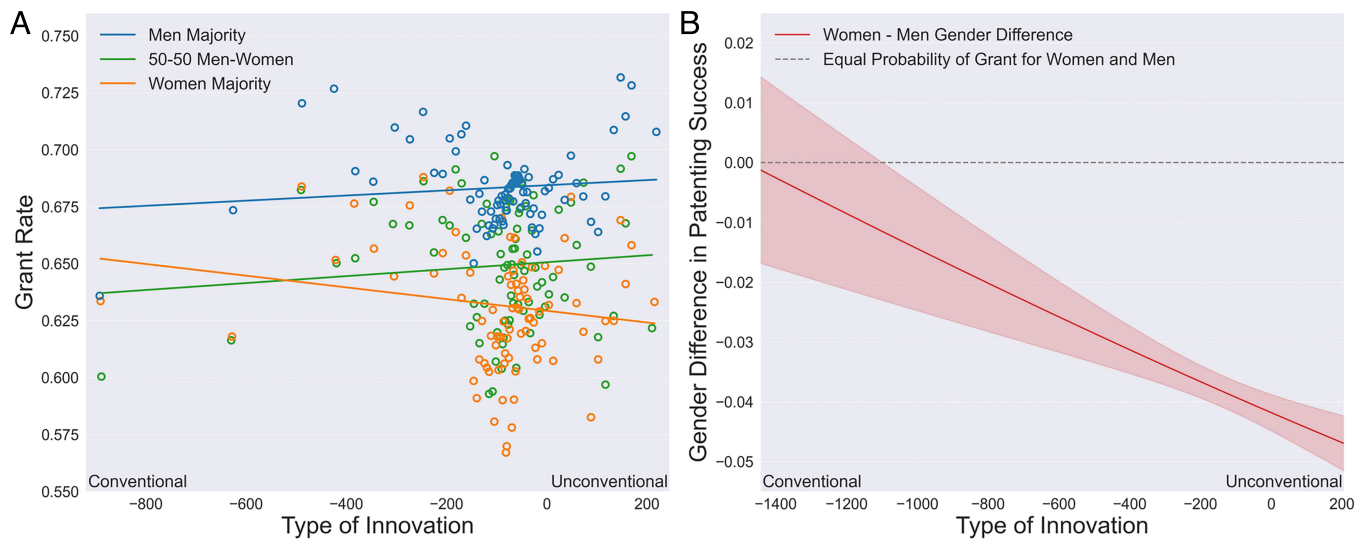 A
Men Majority
50-50 Men-Women
Women Majority
Grant Rate
0.750
0.725
0.700
0.675
0.650
0.625
0.600
0.575
0.550
Conventional
Unconventional
−800
−600
−400
−200
0
200
Type of Innovation
B
Women - Men Gender Difference
Equal Probability of Grant for Women and Men
Gender Difference in Patenting Success
0.02
0.01
0.00
−0.01
−0.02
−0.03
−0.04
−0.05
Conventional
Unconventional
−1400
−1200
−1000
−800
−600
−400
−200
0
200
Type of Innovation